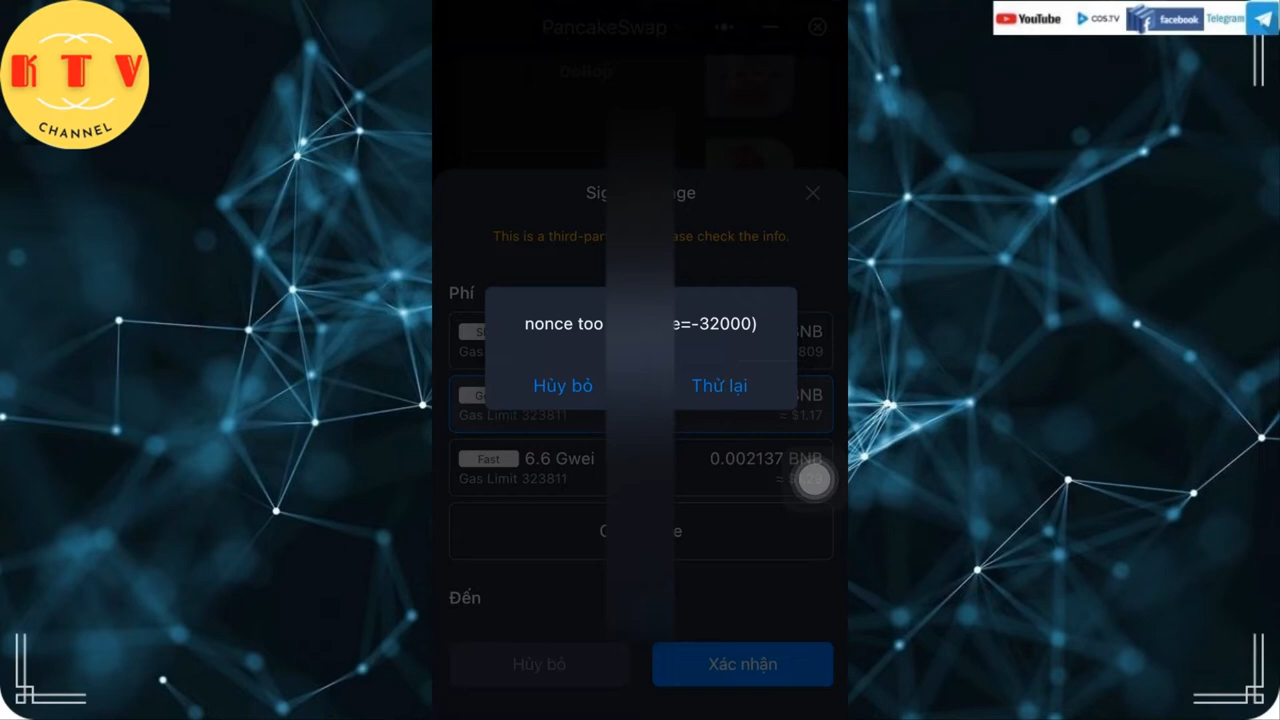 K T V
CHANNEL
YouTube
COS.TV
facebook
Telegram
PancakeSwap
This is a third-par ase check the info.
Phí
BNB
809
nonce too e=-32000)
Hủy bỏ
Thử lại
BNB
Gas Limit 323811
≈ $1.17
Fast 6.6 Gwei
0.002137 BNB
Gas Limit 323811
Đến
Hủy bỏ
Xác nhận